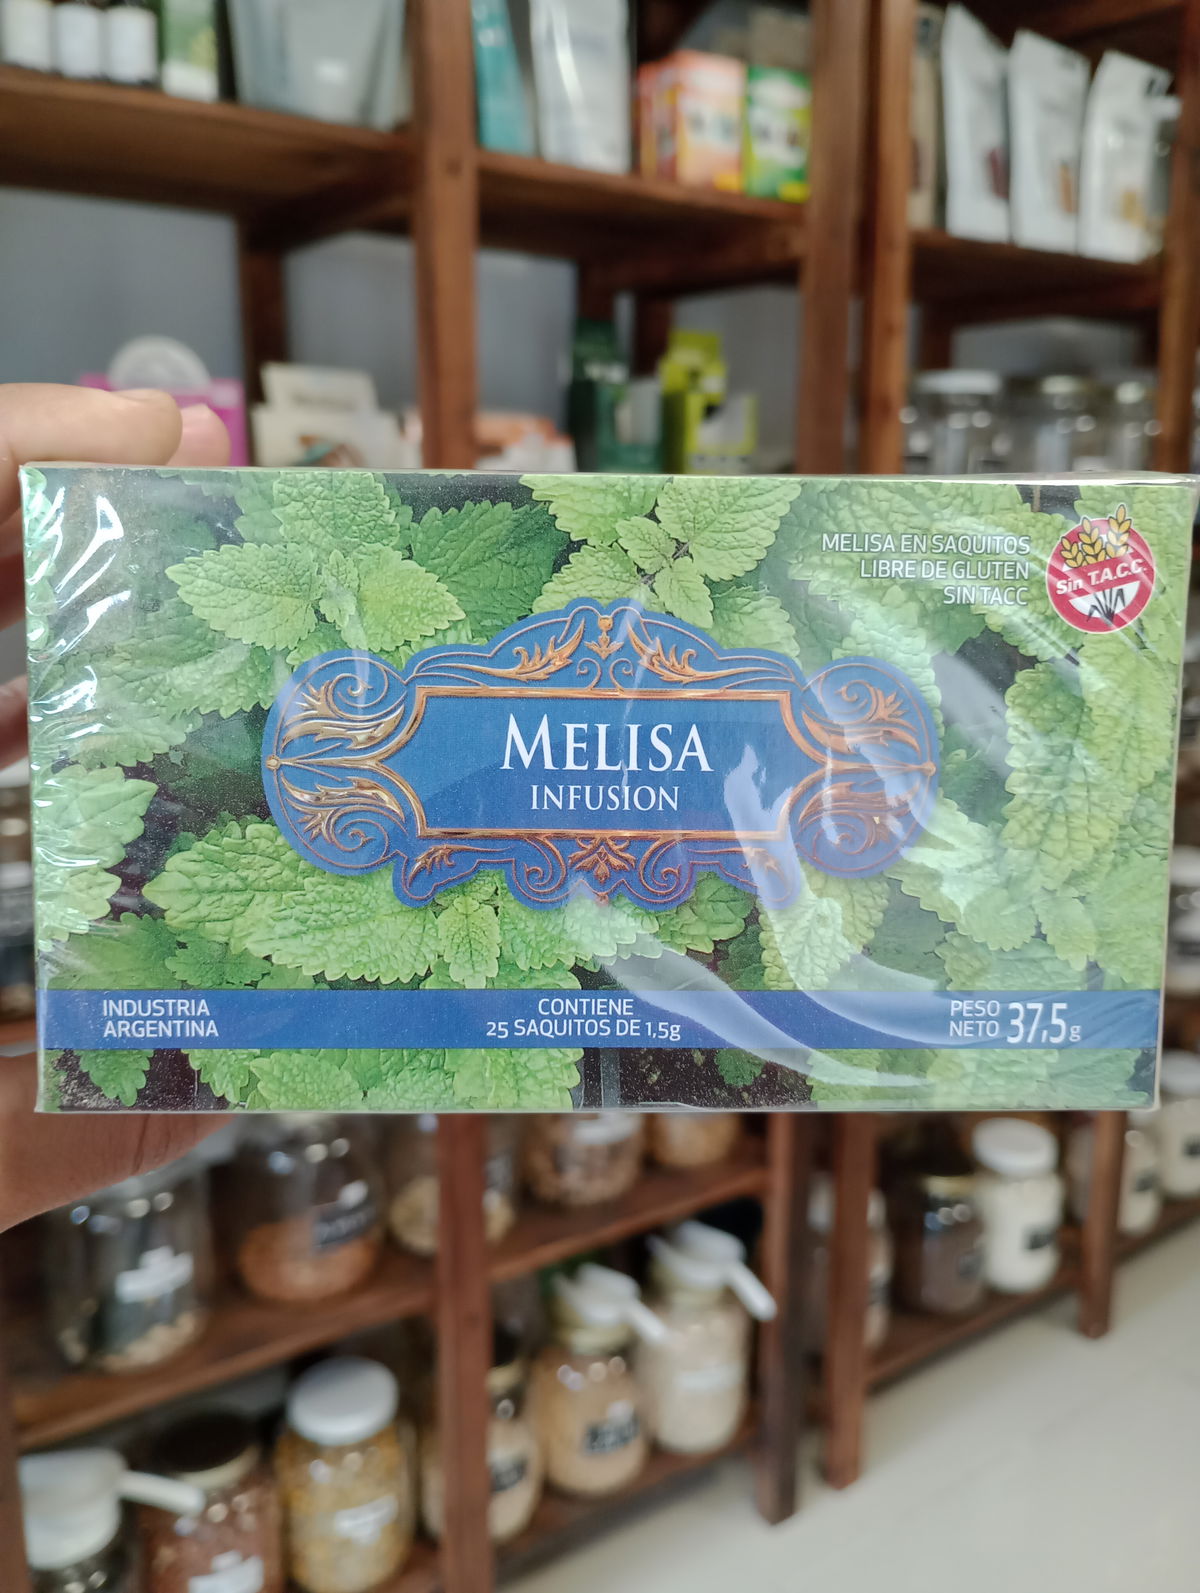 MELISA EN SAQUITOS
LIBRE DE GLUTEN
SIN TACC
Sin T.A.C.C.
MELISA
INFUSION
INDUSTRIA
ARGENTINA
CONTIENE
25 SAQUITOS DE 1,5g
PESO
NETO 37,5g